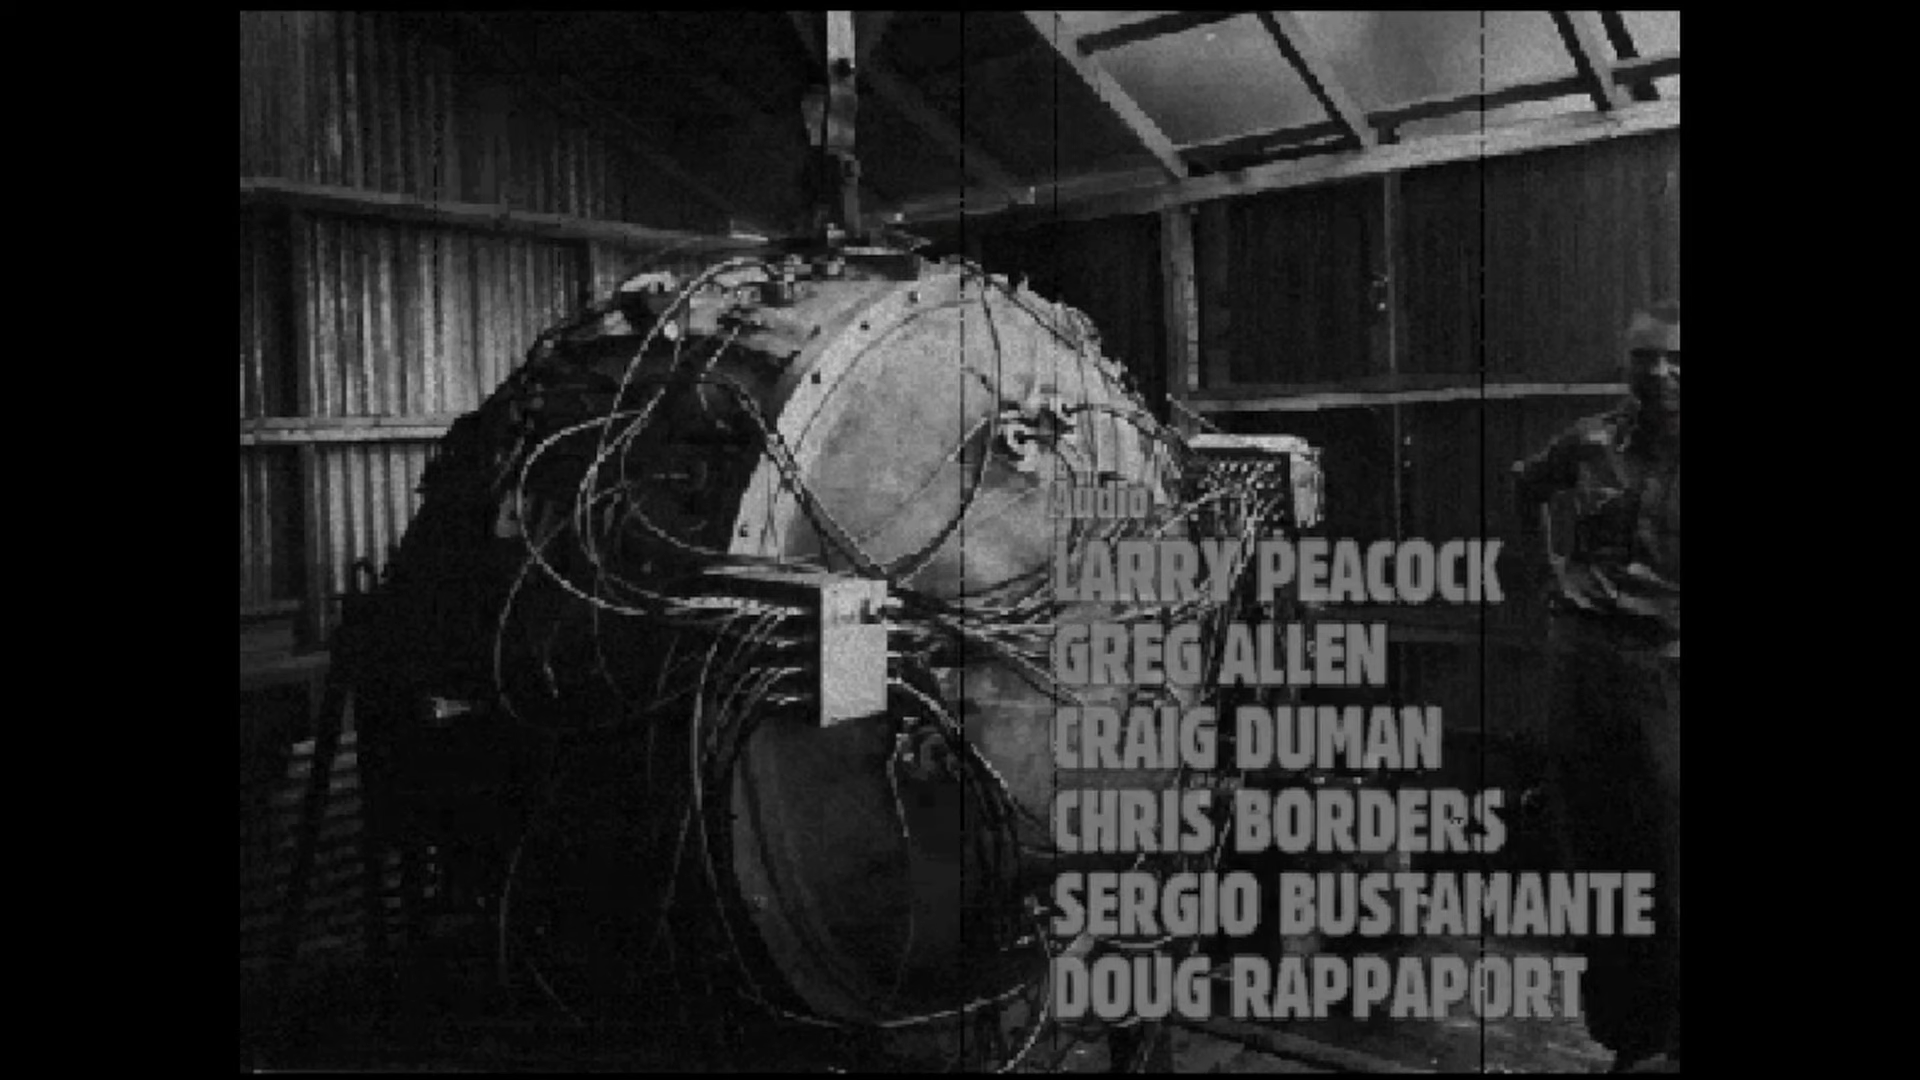 Audio
LARRY PEACOCK
GREG ALLEN
CRAIG DUMAN
CHRIS BORDERS
SERGIO BUSTAMANTE
DOUG RAPPAPORT